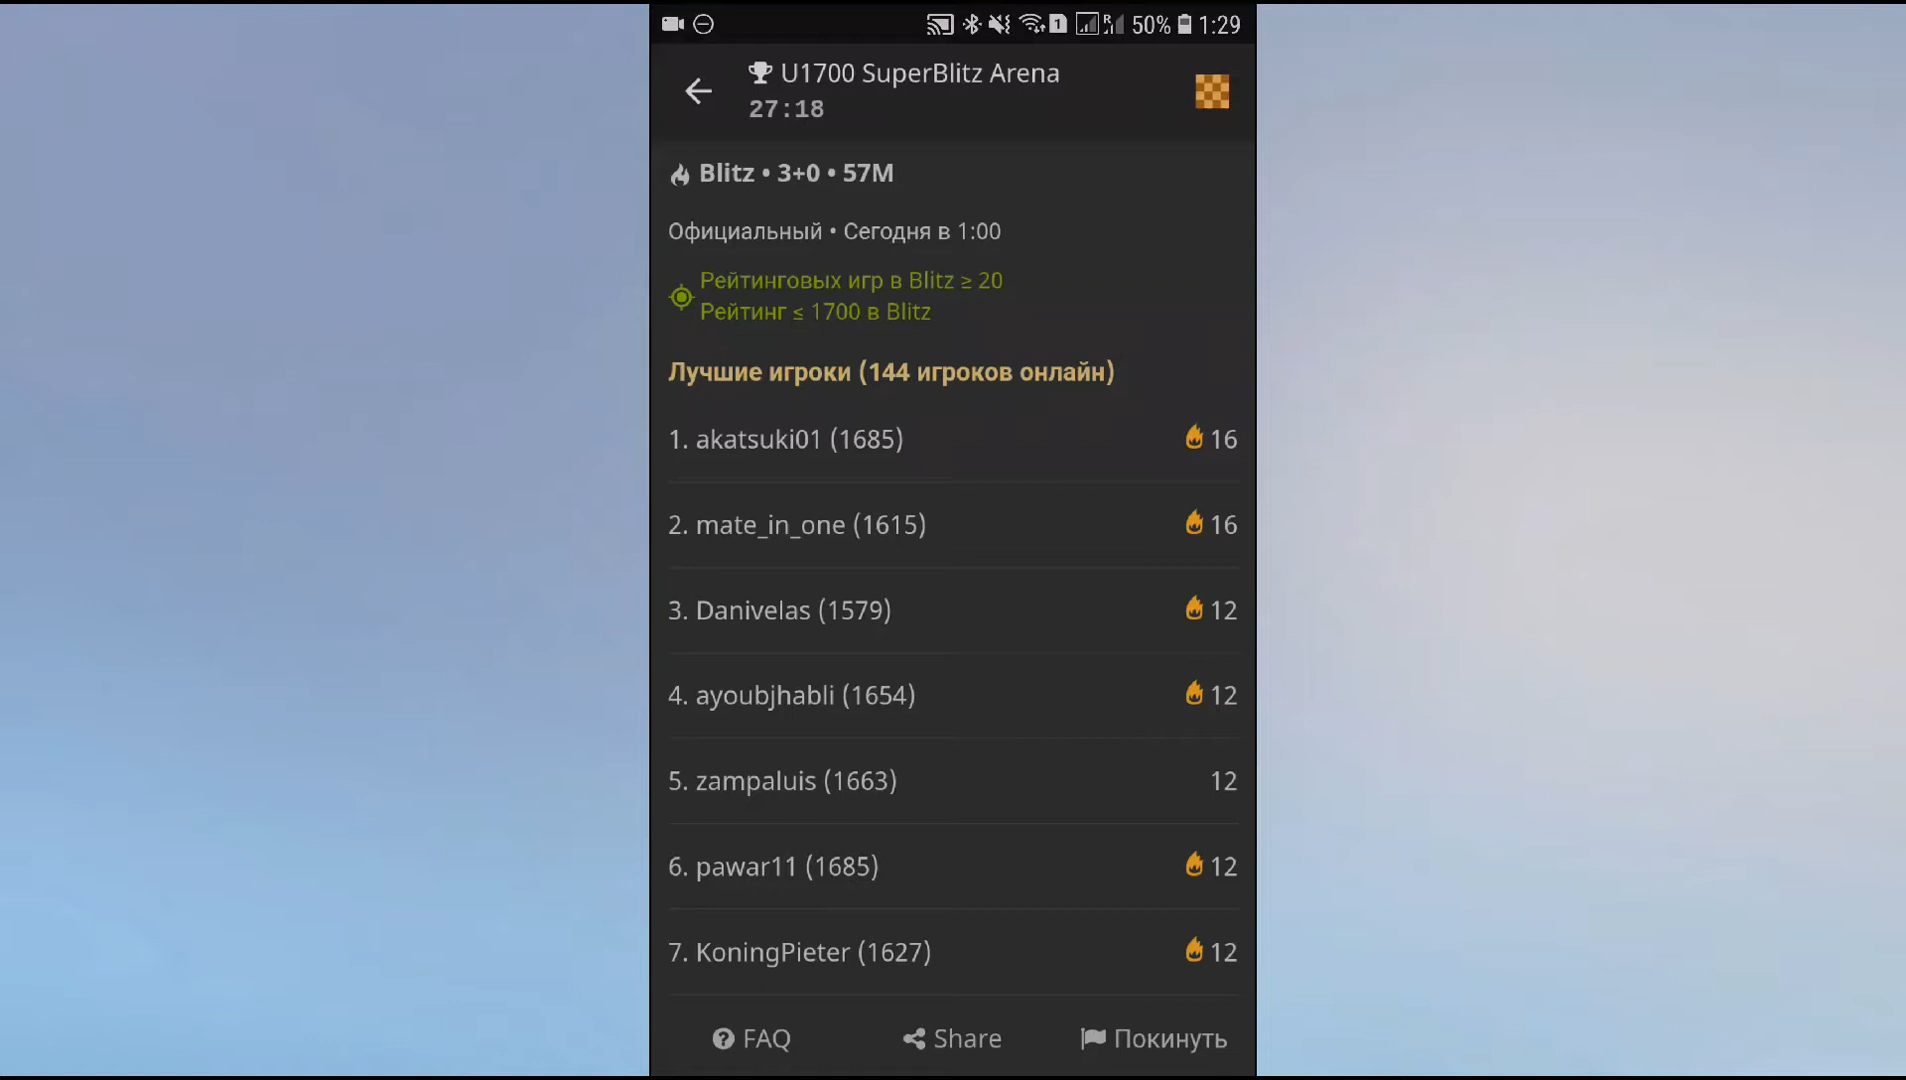 50% 1:29
U1700 SuperBlitz Arena
27:18
Blitz • 3+0 • 57M
Официальный • Сегодня в 1:00
Рейтинговых игр в Blitz ≥ 20
Рейтинг ≤ 1700 в Blitz
Лучшие игроки (144 игроков онлайн)
1. akatsuki01 (1685) 16
2. mate_in_one (1615) 16
3. Danivelas (1579) 12
4. ayoubjhabli (1654) 12
5. zampaluis (1663) 12
6. pawar11 (1685) 12
7. KoningPieter (1627) 12
FAQ Share Покинуть